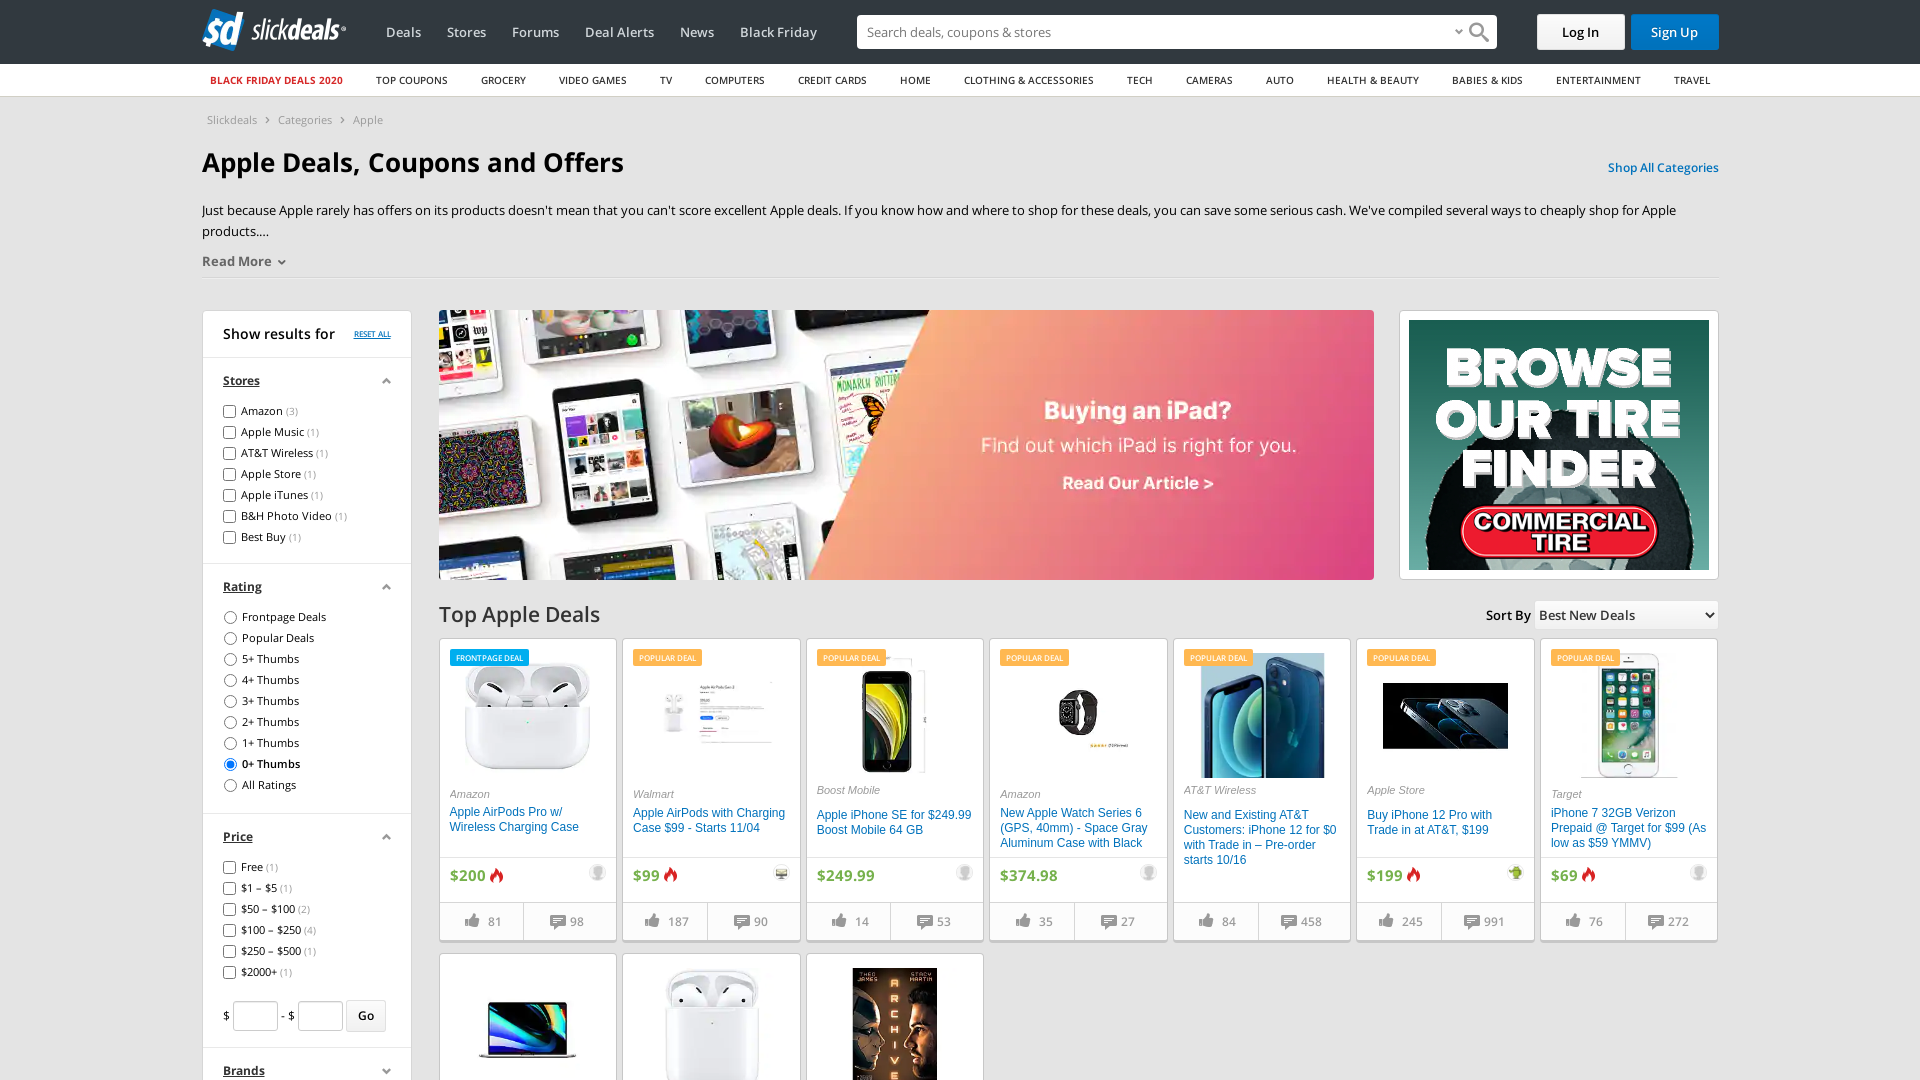 sd slickdeals
Deals
Stores
Forums
Deal Alerts
News
Black Friday
Search deals, coupons & stores
Log In
Sign Up
BLACK FRIDAY DEALS 2020
TOP COUPONS
GROCERY
VIDEO GAMES
TV
COMPUTERS
CREDIT CARDS
HOME
CLOTHING & ACCESSORIES
TECH
CAMERAS
AUTO
HEALTH & BEAUTY
BABIES & KIDS
ENTERTAINMENT
TRAVEL
Slickdeals > Categories > Apple
Apple Deals, Coupons and Offers
Shop All Categories
Just because Apple rarely has offers on its products doesn't mean that you can't score excellent Apple deals. If you know how and where to shop for these deals, you can save some serious cash. We've compiled several ways to cheaply shop for Apple
products....
Read More
Show results for
RESET ALL
Stores
Amazon (3)
Apple Music (1)
AT&T Wireless (1)
Apple Store (1)
Apple iTunes (1)
B&H Photo Video (1)
Best Buy (1)
Rating
Frontpage Deals
Popular Deals
5+ Thumbs
4+ Thumbs
3+ Thumbs
2+ Thumbs
1+ Thumbs
0+ Thumbs
All Ratings
Price
Free (1)
$1 – $5 (1)
$50 – $100 (2)
$100 – $250 (4)
$250 – $500 (1)
$2000+ (1)
$ - $ Go
Brands
MONARCH BUTTERF
Buying an iPad?
Find out which iPad is right for you.
Read Our Article >
BROWSE
OUR TIRE
FINDER
COMMERCIAL
TIRE
Top Apple Deals
Sort By Best New Deals
FRONTPAGE DEAL
Amazon
Apple AirPods Pro w/
Wireless Charging Case
$200
81
98
POPULAR DEAL
Walmart
Apple AirPods with Charging
Case $99 - Starts 11/04
$99
187
90
POPULAR DEAL
Boost Mobile
Apple iPhone SE for $249.99
Boost Mobile 64 GB
$249.99
14
53
POPULAR DEAL
Amazon
New Apple Watch Series 6
(GPS, 40mm) - Space Gray
Aluminum Case with Black
$374.98
35
27
POPULAR DEAL
AT&T Wireless
New and Existing AT&T
Customers: iPhone 12 for $0
with Trade in – Pre-order
starts 10/16
84
458
POPULAR DEAL
Apple Store
Buy iPhone 12 Pro with
Trade in at AT&T, $199
$199
245
991
POPULAR DEAL
Target
iPhone 7 32GB Verizon
Prepaid @ Target for $99 (As
low as $59 YMMV)
$69
76
272
THEO JAMES
STACY MARTIN
ARCHIVE